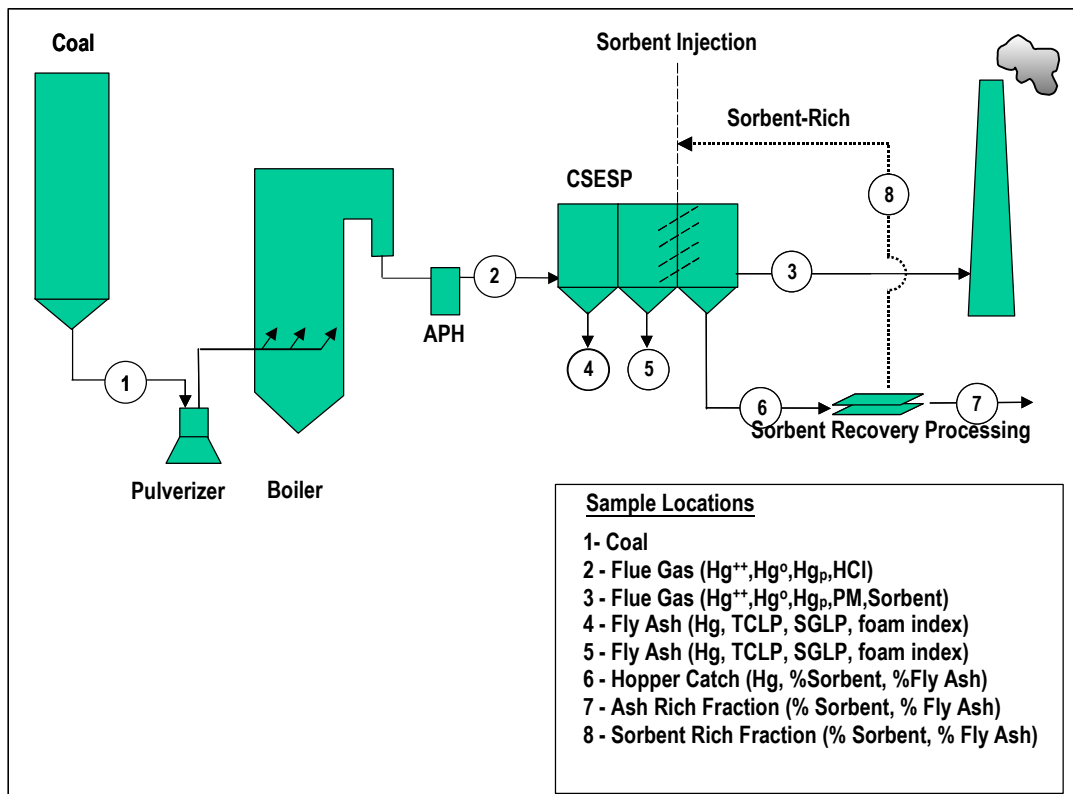 Coal
Sorbent Injection
Sorbent-Rich
CSESP
8
2
3
APH
4
5
1
6
7
Sorbent Recovery Processing
Pulverizer
Boiler
Sample Locations
1- Coal
2 - Flue Gas (Hg⁺⁺,Hg⁰,Hgₚ,HCl)
3 - Flue Gas (Hg⁺⁺,Hg⁰,Hgₚ,PM,Sorbent)
4 - Fly Ash (Hg, TCLP, SGLP, foam index)
5 - Fly Ash (Hg, TCLP, SGLP, foam index)
6 - Hopper Catch (Hg, %Sorbent, %Fly Ash)
7 - Ash Rich Fraction (% Sorbent, % Fly Ash)
8 - Sorbent Rich Fraction (% Sorbent, % Fly Ash)